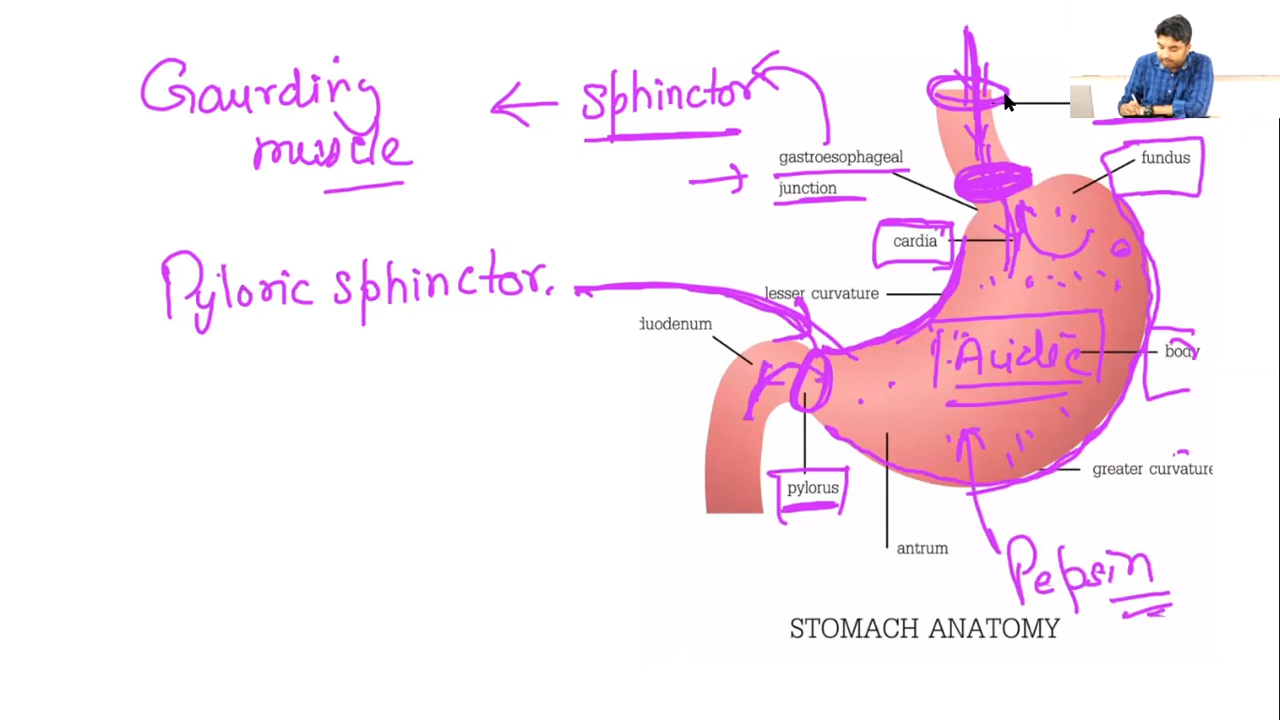 Gaurding
muscle
sphinctor
gastroesophageal
junction
fundus
cardia
Pyloric sphinctor.
lesser curvature
duodenum
Acidic
body
greater curvature
pylorus
antrum
Pepsin
STOMACH ANATOMY